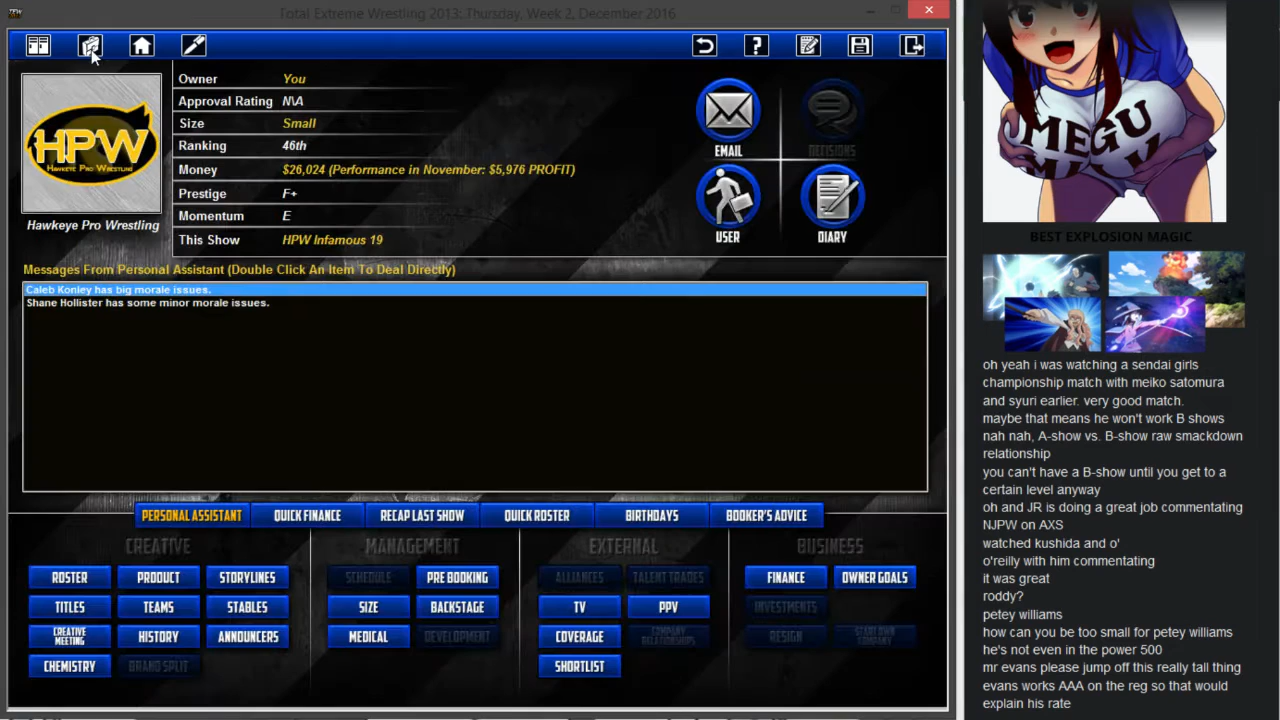 Total Extreme Wrestling 2013: Thursday, Week 2, December 2016
HPW
HAWKEYE PRO WRESTLING
Hawkeye Pro Wrestling
Owner You
Approval Rating N\A
Size Small
Ranking 46th
Money $26,024 (Performance in November: $5,976 PROFIT)
Prestige F+
Momentum E
This Show HPW Infamous 19
EMAIL
DECISIONS
USER
DIARY
Messages From Personal Assistant (Double Click An Item To Deal Directly)
Caleb Konley has big morale issues.
Shane Hollister has some minor morale issues.
PERSONAL ASSISTANT QUICK FINANCE RECAP LAST SHOW QUICK ROSTER BIRTHDAYS BOOKER'S ADVICE
CREATIVE
ROSTER PRODUCT STORYLINES
TITLES TEAMS STABLES
CREATIVE MEETING HISTORY ANNOUNCERS
CHEMISTRY BRAND SPLIT
MANAGEMENT
SCHEDULE PRE BOOKING
SIZE BACKSTAGE
MEDICAL DEVELOPMENT
EXTERNAL
ALLIANCES TALENT TRADES
TV PPV
COVERAGE COMPANY RELATIONSHIPS
SHORTLIST
BUSINESS
FINANCE OWNER GOALS
INVESTMENTS
DESIGN START OWN COMPANY
MEGU
BEST EXPLOSION MAGIC
oh yeah i was watching a sendai girls
championship match with meiko satomura
and syuri earlier. very good match.
maybe that means he won't work B shows
nah nah, A-show vs. B-show raw smackdown
relationship
you can't have a B-show until you get to a
certain level anyway
oh and JR is doing a great job commentating
NJPW on AXS
watched kushida and o'
o'reilly with him commentating
it was great
roddy?
petey williams
how can you be too small for petey williams
he's not even in the power 500
mr evans please jump off this really tall thing
evans works AAA on the reg so that would
explain his rate